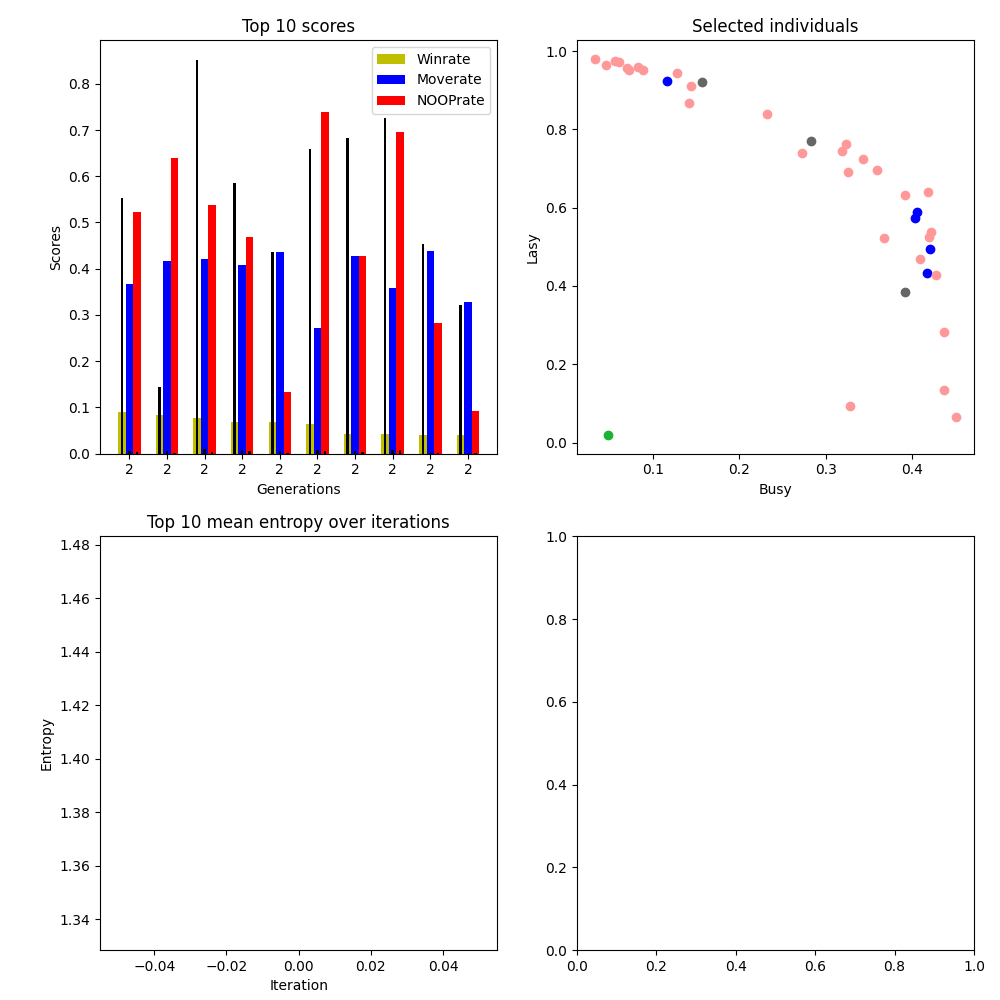 Top 10 scores
Winrate
Moverate
NOOPrate
0.8
0.7
0.6
0.5
0.4
0.3
0.2
0.1
0.0
Scores
2 2 2 2 2 2 2 2 2 2
Generations
Selected individuals
1.0
0.8
0.6
0.4
0.2
0.0
Lasy
0.1 0.2 0.3 0.4
Busy
Top 10 mean entropy over iterations
1.48
1.46
1.44
1.42
1.40
1.38
1.36
1.34
Entropy
−0.04 −0.02 0.00 0.02 0.04
Iteration
1.0
0.8
0.6
0.4
0.2
0.0
0.0 0.2 0.4 0.6 0.8 1.0